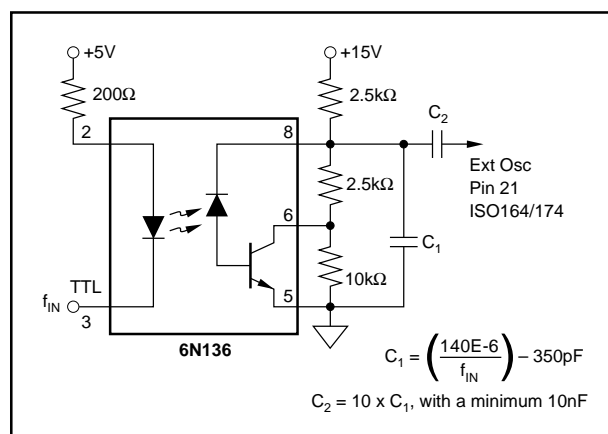 +5V
+15V
200Ω
2.5kΩ
C2
2
8
Ext Osc
Pin 21
ISO164/174
2.5kΩ
6
C1
10kΩ
TTL
fIN
3
5
6N136
C1 = (140E-6 / fIN) – 350pF
C2 = 10 x C1, with a minimum 10nF